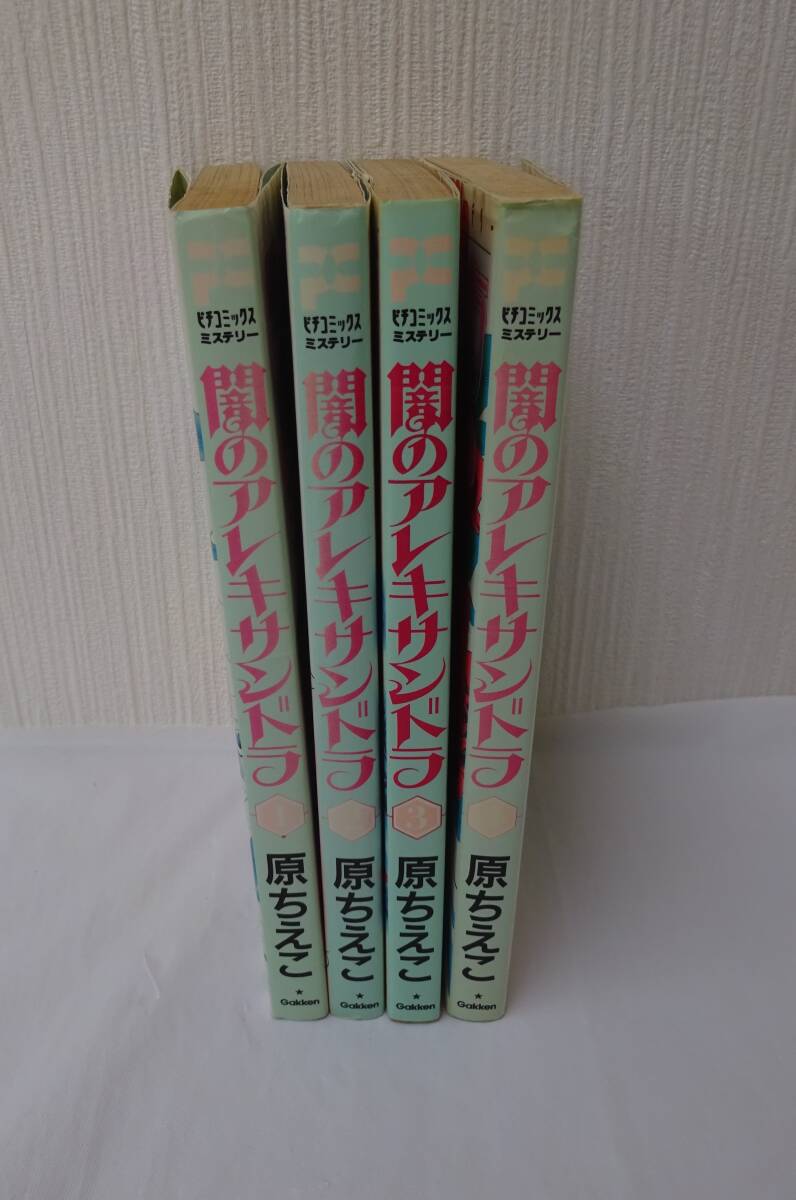 ピチコミックス
ミステリー
闇のアレキサンドラ
1
原ちえこ
★
Gakken
ピチコミックス
ミステリー
闇のアレキサンドラ
原ちえこ
★
Gakken
ピチコミックス
ミステリー
闇のアレキサンドラ
3
原ちえこ
★
Gakken
ピチコミックス
ミステリー
闇のアレキサンドラ
原ちえこ
★
Gakken